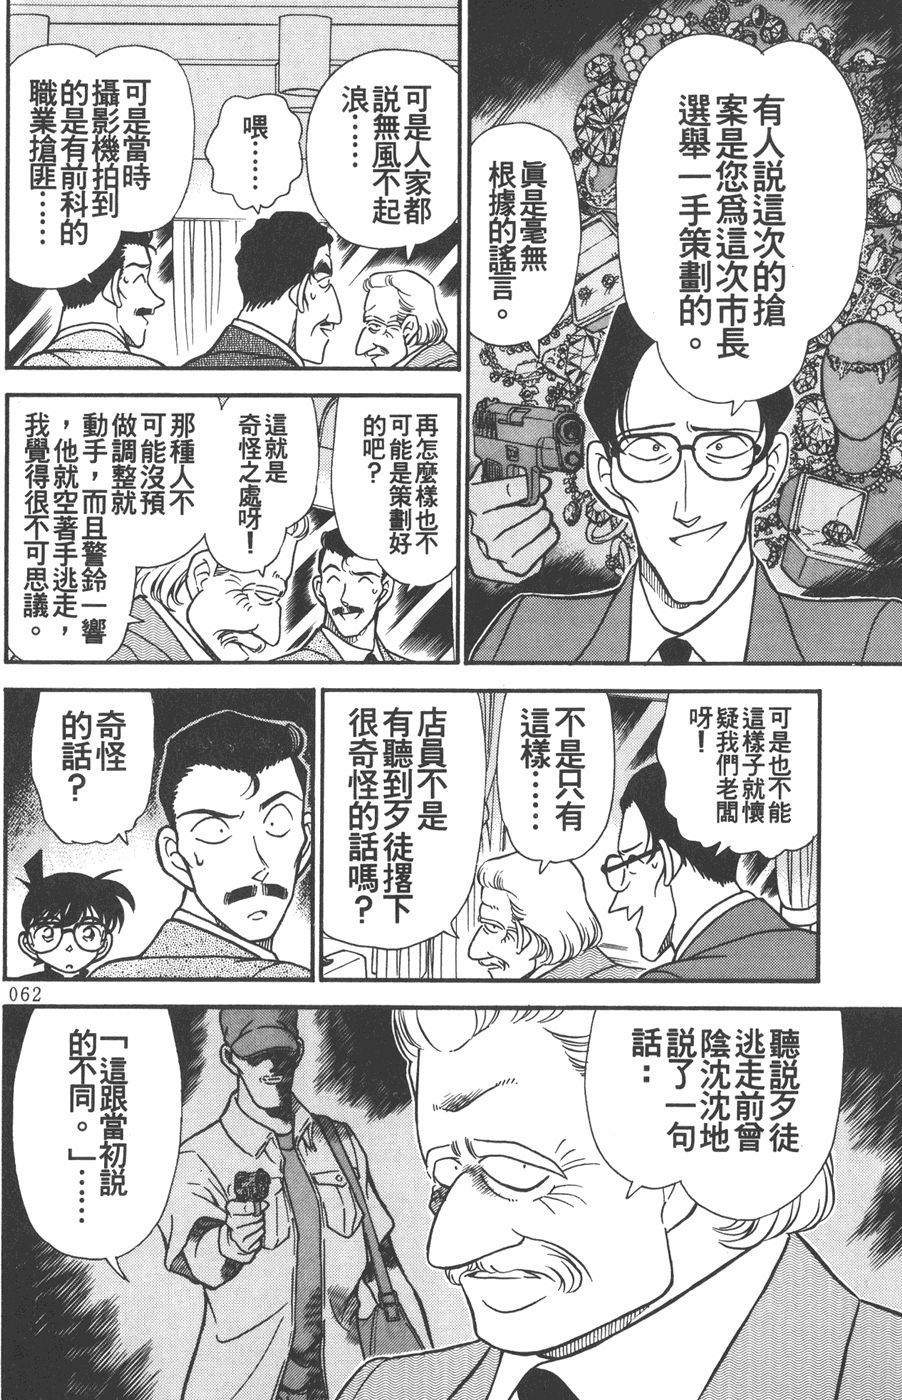 有人説這次的搶
案是您爲這次市長
選舉一手策劃的。
眞是毫無
根據的謠言。
可是人家都
説無風不起
浪……
喂……
可是當時
攝影機拍到
的是有前科的
職業搶匪……
再怎麼樣也不
可能是策劃好
的吧？
這就是
奇怪之處呀！
那種人不
可能沒預
做調整就
動手，而且警鈴一響
，他就空著手逃走，
我覺得很不可思議。
可是也不能
這樣子就懷
疑我們老闆
呀！
不是只有
這樣……
店員不是
有聽到歹徒撂下
很奇怪的話嗎？
奇怪
的話？
聽説歹徒
逃走前曾
陰沈沈地
説了一句
話：
「這跟當初説
的不同。」……
062